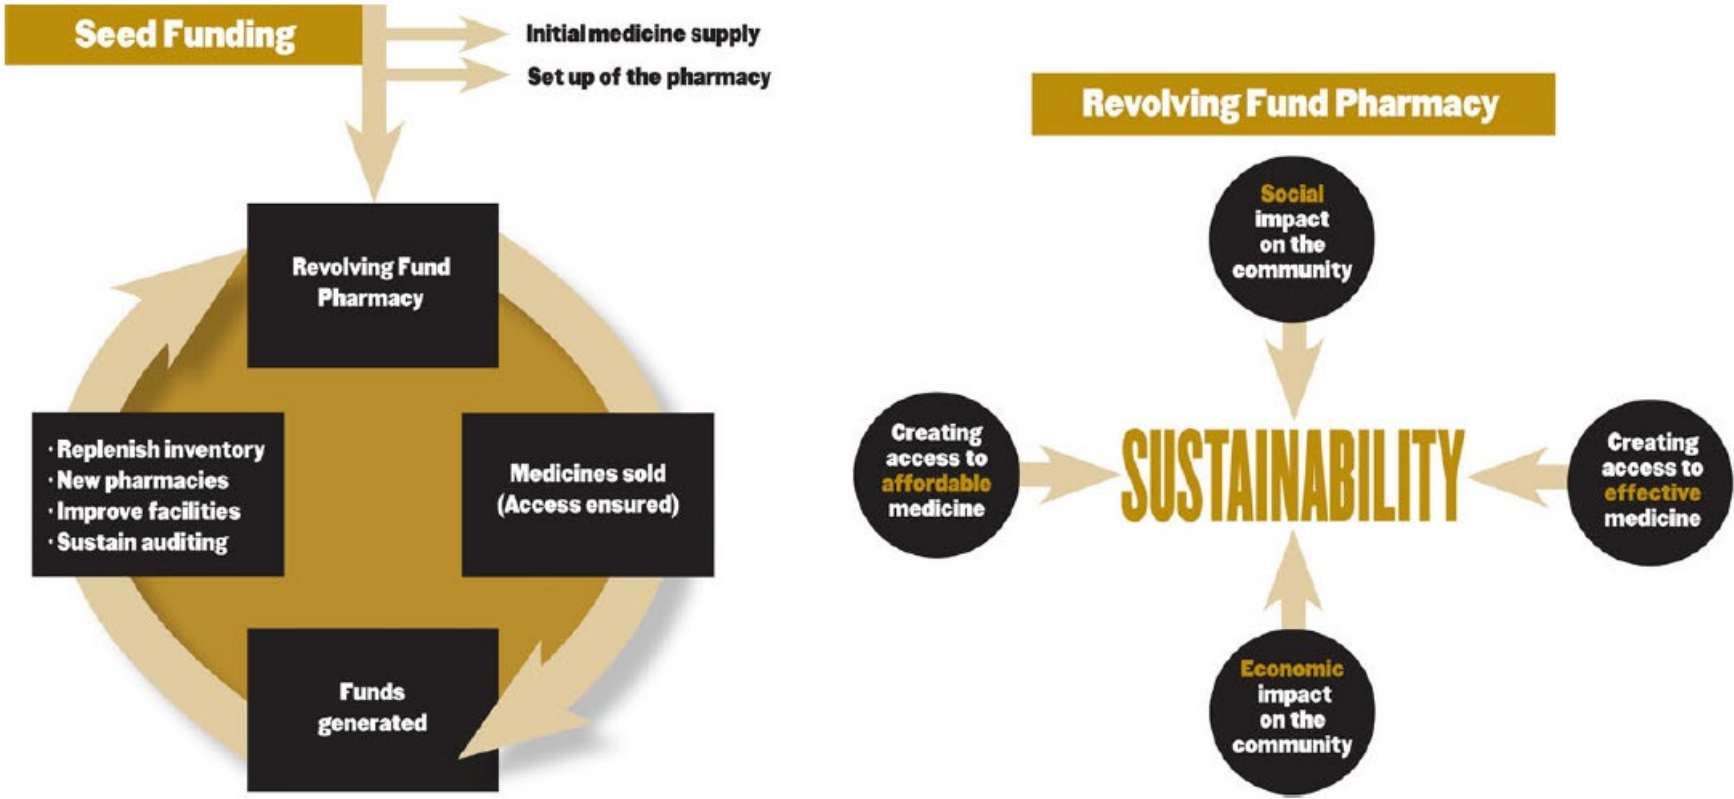 Seed Funding
Initial medicine supply
Set up of the pharmacy
Revolving Fund
Pharmacy
Medicines sold
(Access ensured)
Funds
generated
· Replenish inventory
· New pharmacies
· Improve facilities
· Sustain auditing
Revolving Fund Pharmacy
Social
impact
on the
community
Creating
access to
affordable
medicine
SUSTAINABILITY
Creating
access to
effective
medicine
Economic
impact
on the
community